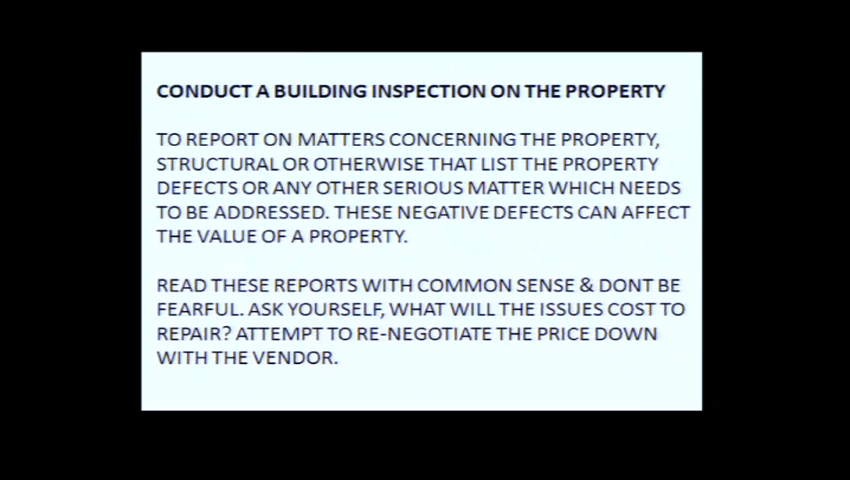 CONDUCT A BUILDING INSPECTION ON THE PROPERTY
TO REPORT ON MATTERS CONCERNING THE PROPERTY,
STRUCTURAL OR OTHERWISE THAT LIST THE PROPERTY
DEFECTS OR ANY OTHER SERIOUS MATTER WHICH NEEDS
TO BE ADDRESSED. THESE NEGATIVE DEFECTS CAN AFFECT
THE VALUE OF A PROPERTY.
READ THESE REPORTS WITH COMMON SENSE & DONT BE
FEARFUL. ASK YOURSELF, WHAT WILL THE ISSUES COST TO
REPAIR? ATTEMPT TO RE-NEGOTIATE THE PRICE DOWN
WITH THE VENDOR.